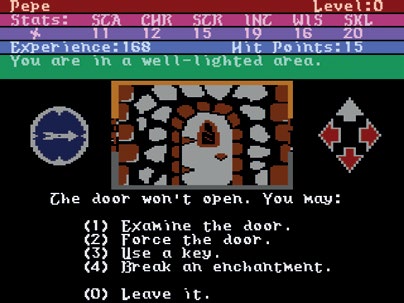 Pepe Level:0
Stats: STA CHR STR INT WIS SKL
11 12 15 19 16 20
Experience:168 Hit Points:15
You are in a well-lighted area.
The door won't open. You may:
(1) Examine the door.
(2) Force the door.
(3) Use a key.
(4) Break an enchantment.
(0) Leave it.